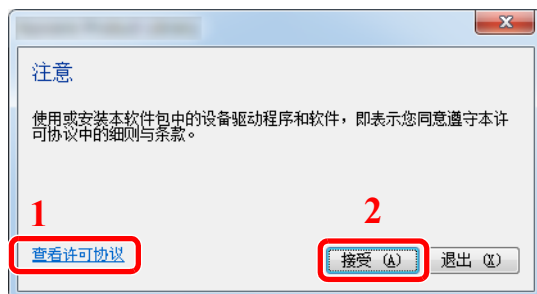 注意
使用或安装本软件包中的设备驱动程序和软件，即表示您同意遵守本许
可协议中的细则与条款。
1
2
查看许可协议
接受 (A)
退出 (X)